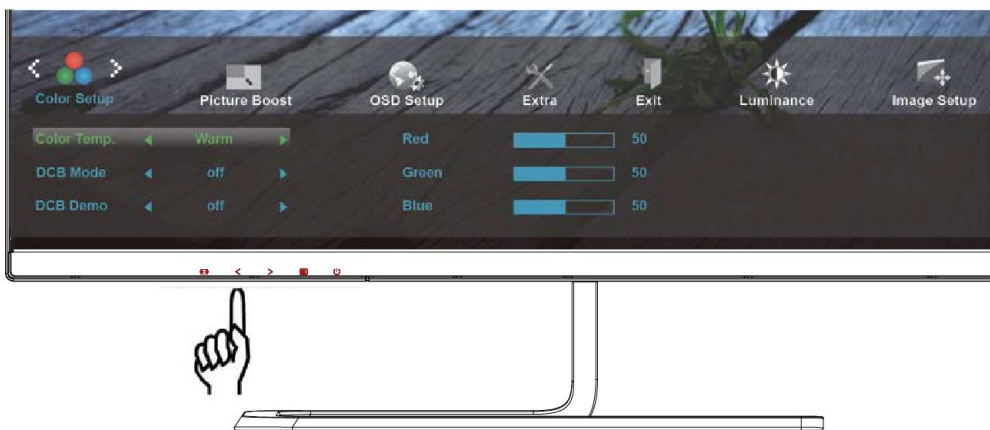 Color Setup Picture Boost OSD Setup Extra Exit Luminance Image Setup
Color Temp. Warm Red 50
DCB Mode off Green 50
DCB Demo off Blue 50